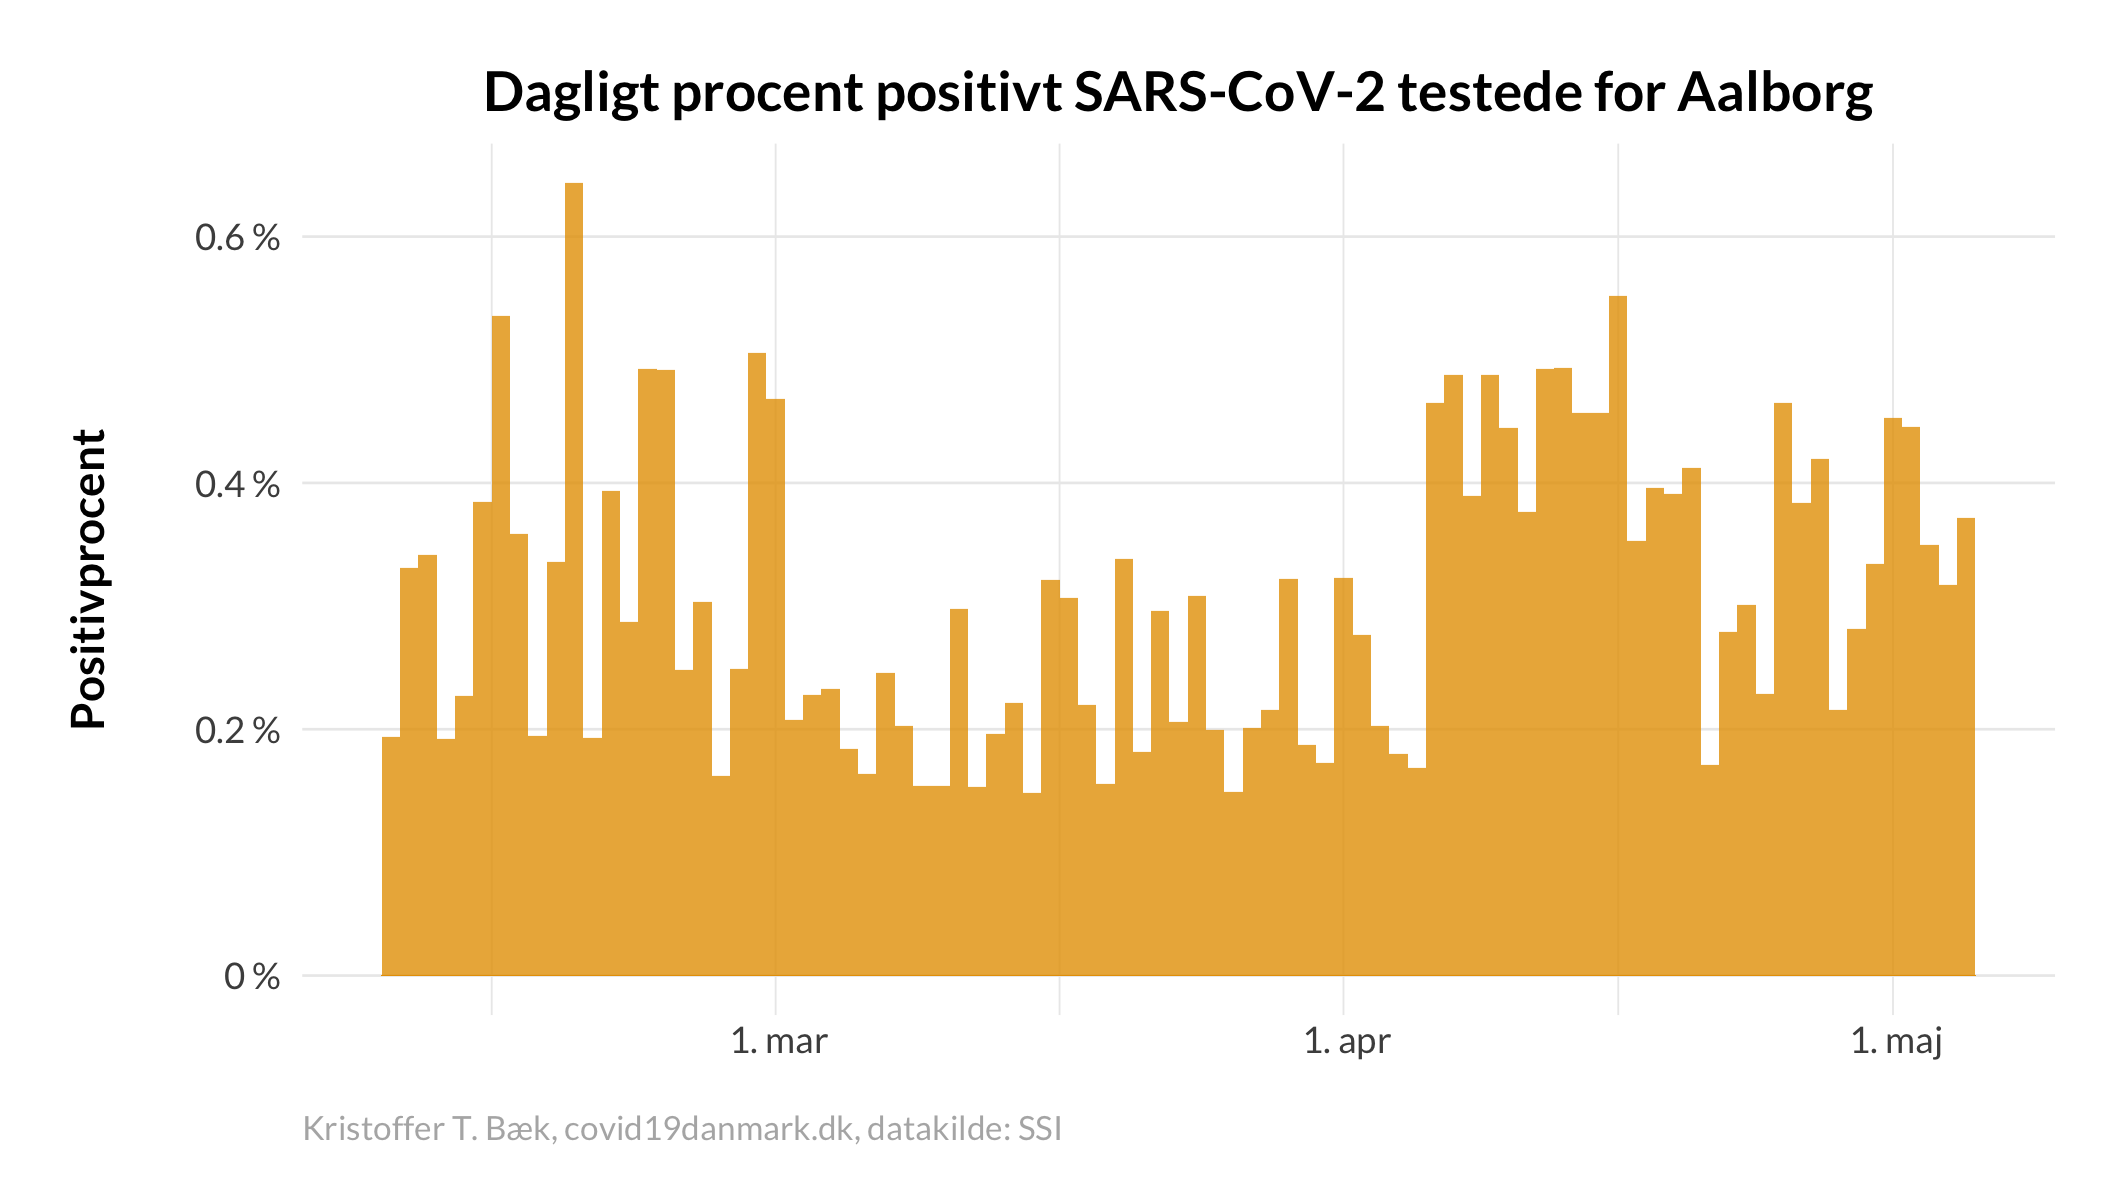 Dagligt procent positivt SARS-CoV-2 testede for Aalborg
Positivprocent
0.6 %
0.4 %
0.2 %
0 %
1. mar
1. apr
1. maj
Kristoffer T. Bæk, covid19danmark.dk, datakilde: SSI